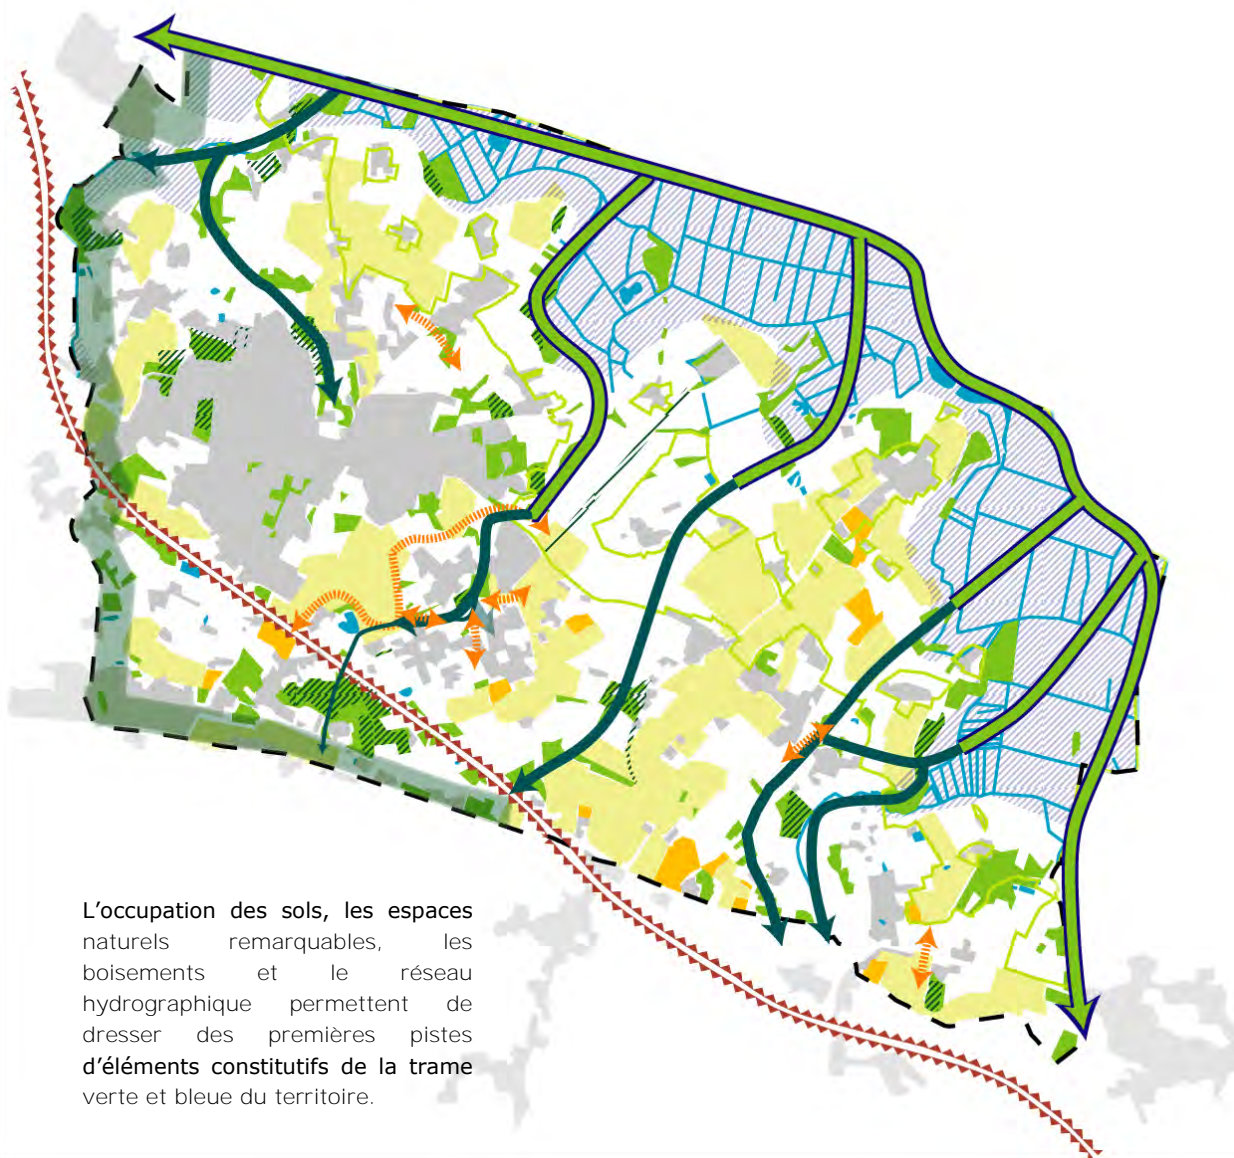 L'occupation des sols, les espaces
naturels remarquables, les
boisements et le réseau
hydrographique permettent de
dresser des premières pistes
d'éléments constitutifs de la trame
verte et bleue du territoire.